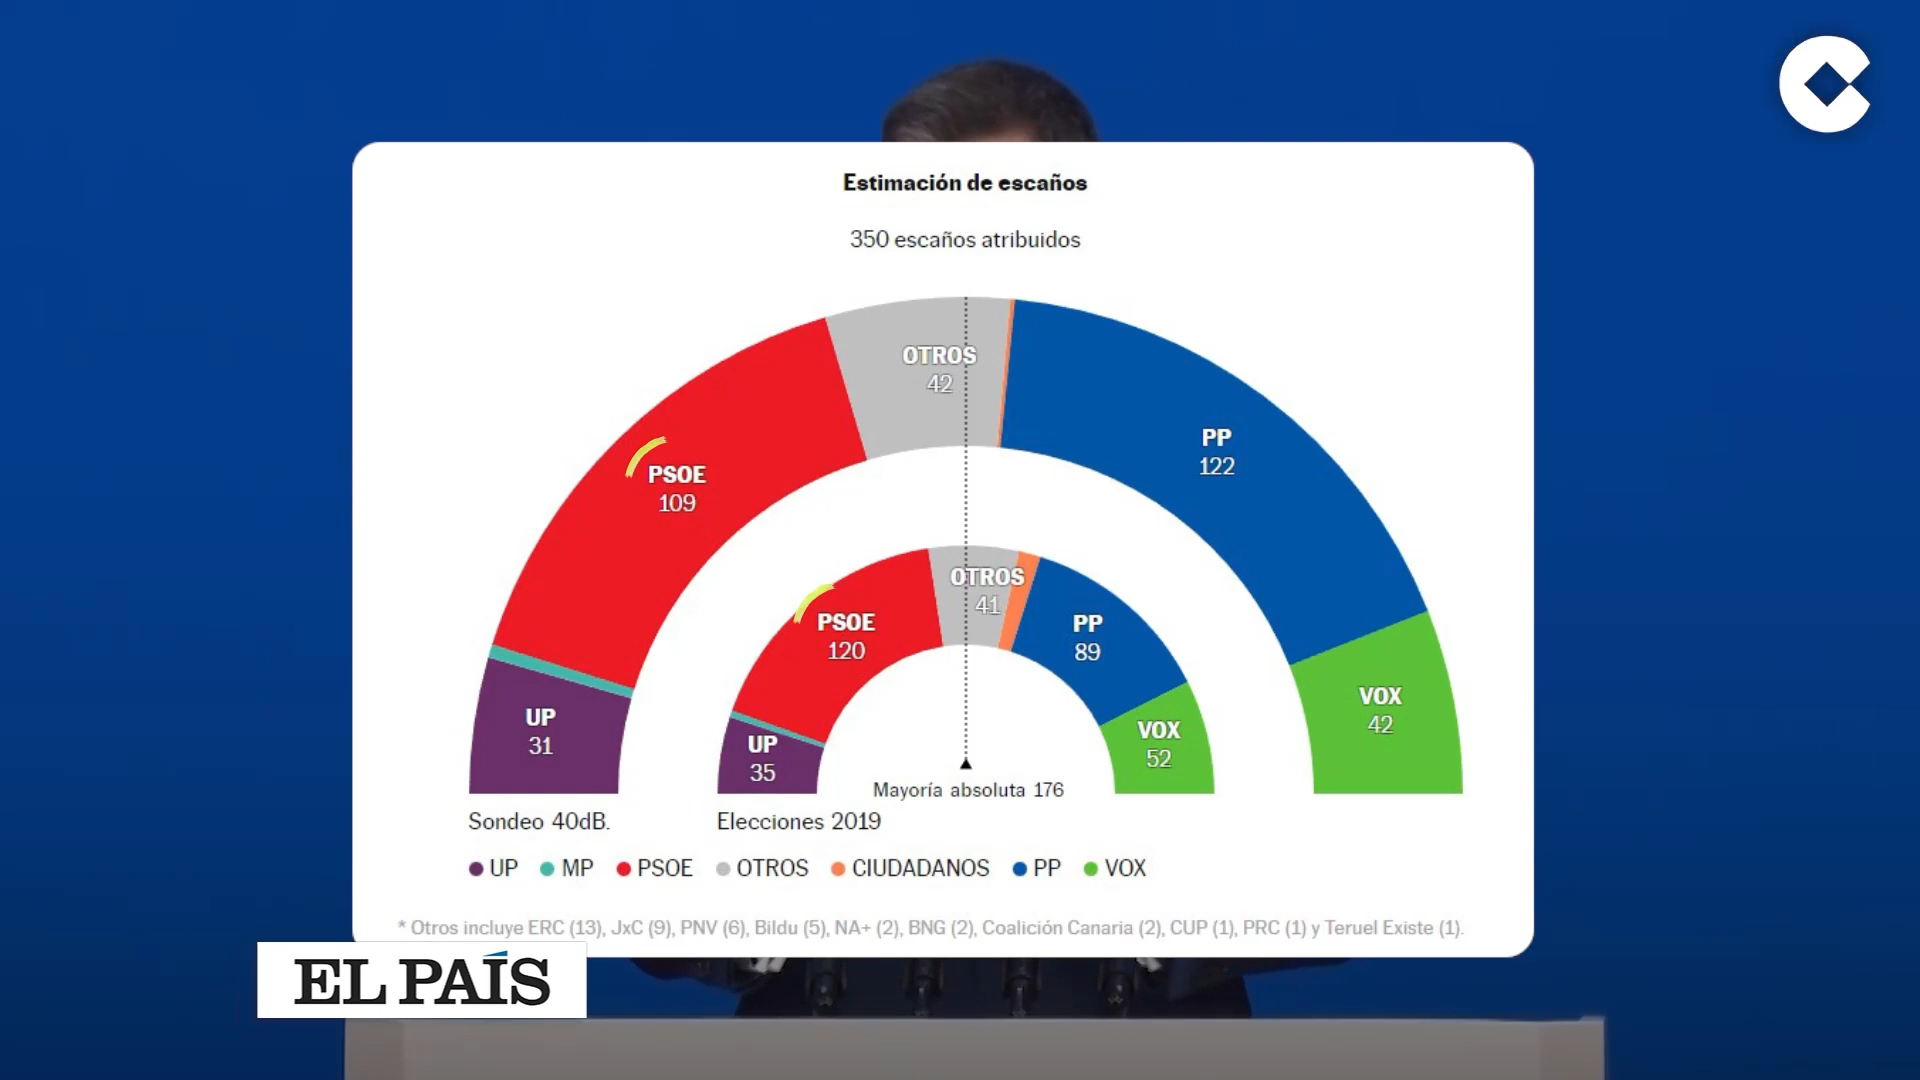 Estimación de escaños
350 escaños atribuidos
OTROS
42
PP
122
PSOE
109
OTROS
41
PSOE
120
PP
89
VOX
42
UP
31
UP
35
VOX
52
Mayoría absoluta 176
Sondeo 40dB.
Elecciones 2019
UP MP PSOE OTROS CIUDADANOS PP VOX
* Otros incluye ERC (13), JxC (9), PNV (6), Bildu (5), NA+ (2), BNG (2), Coalición Canaria (2), CUP (1), PRC (1) y Teruel Existe (1).
EL PAÍS